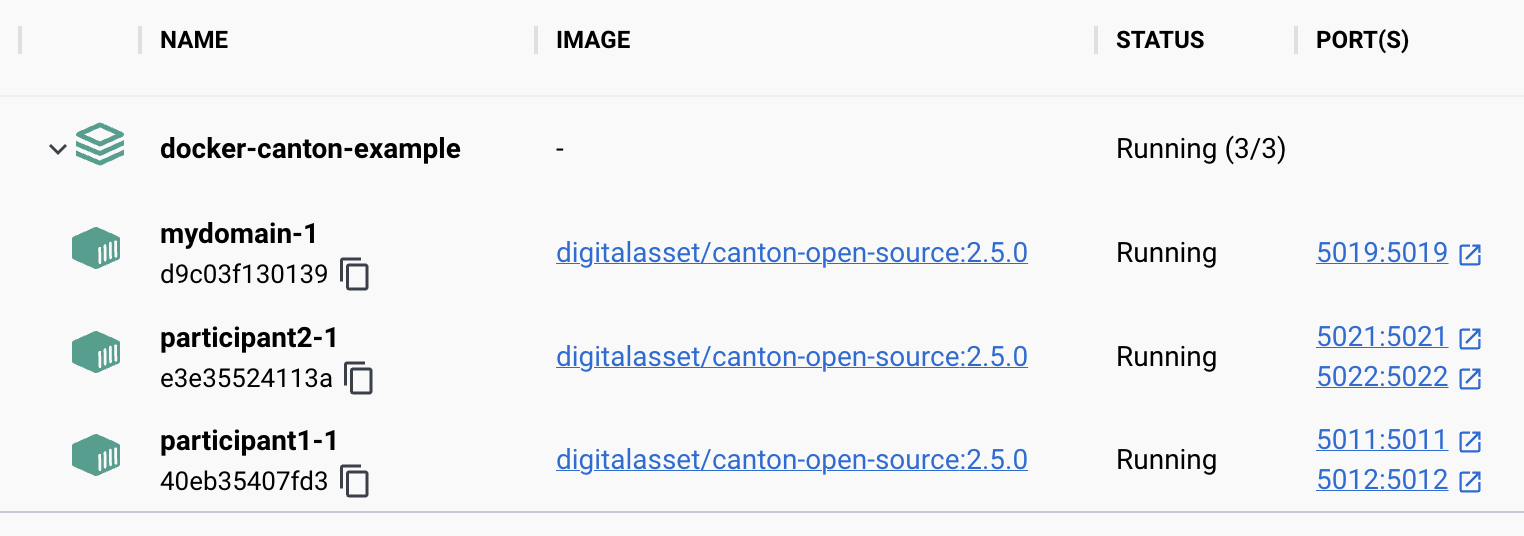 NAME IMAGE STATUS PORT(S)
docker-canton-example - Running (3/3)
mydomain-1
d9c03f130139
digitalasset/canton-open-source:2.5.0 Running 5019:5019
participant2-1
e3e35524113a
digitalasset/canton-open-source:2.5.0 Running
5021:5021
5022:5022
participant1-1
40eb35407fd3
digitalasset/canton-open-source:2.5.0 Running
5011:5011
5012:5012